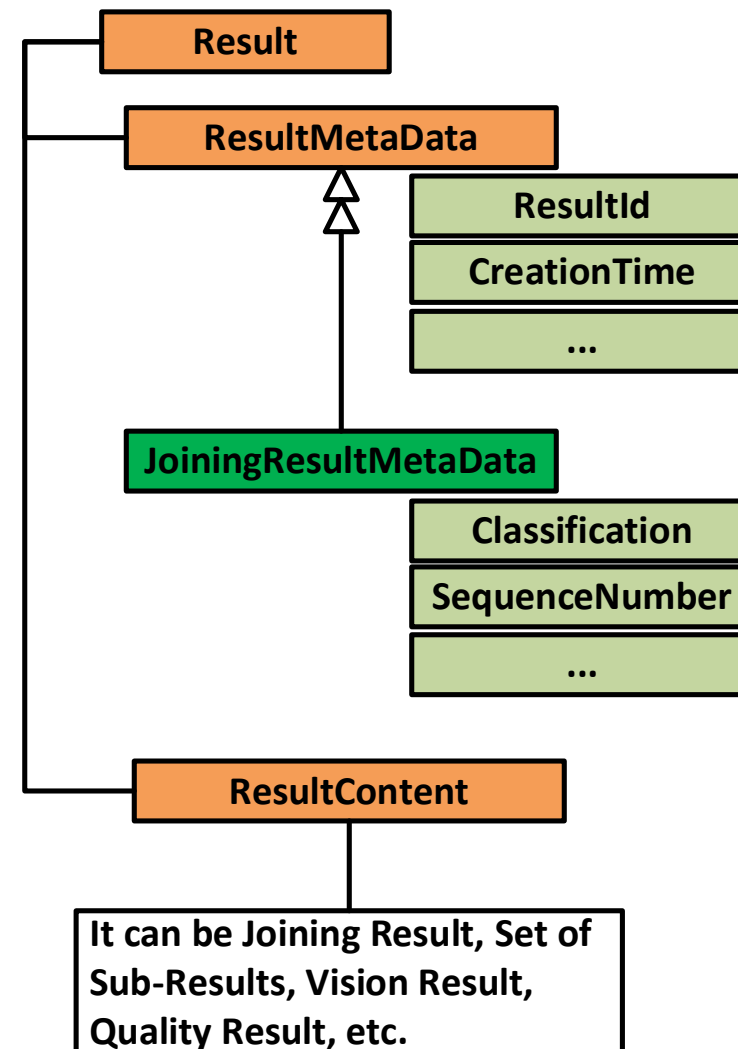 Result
ResultMetaData
ResultId
CreationTime
...
JoiningResultMetaData
Classification
SequenceNumber
...
ResultContent
It can be Joining Result, Set of
Sub-Results, Vision Result,
Quality Result, etc.